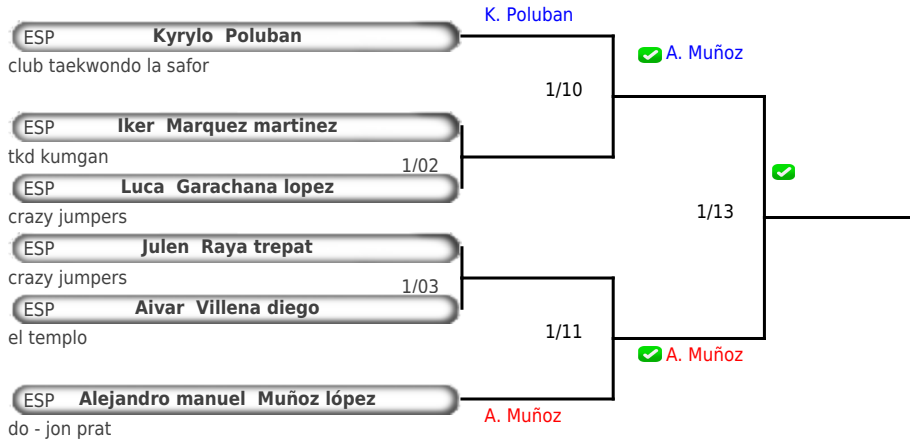 K. Poluban
ESP Kyrylo Poluban
club taekwondo la safor
A. Muñoz
1/10
ESP Iker Marquez martinez
tkd kumgan
1/02
ESP Luca Garachana lopez
crazy jumpers
1/13
ESP Julen Raya trepat
crazy jumpers
1/03
ESP Aivar Villena diego
el templo
1/11
A. Muñoz
ESP Alejandro manuel Muñoz lópez
A. Muñoz
do - jon prat